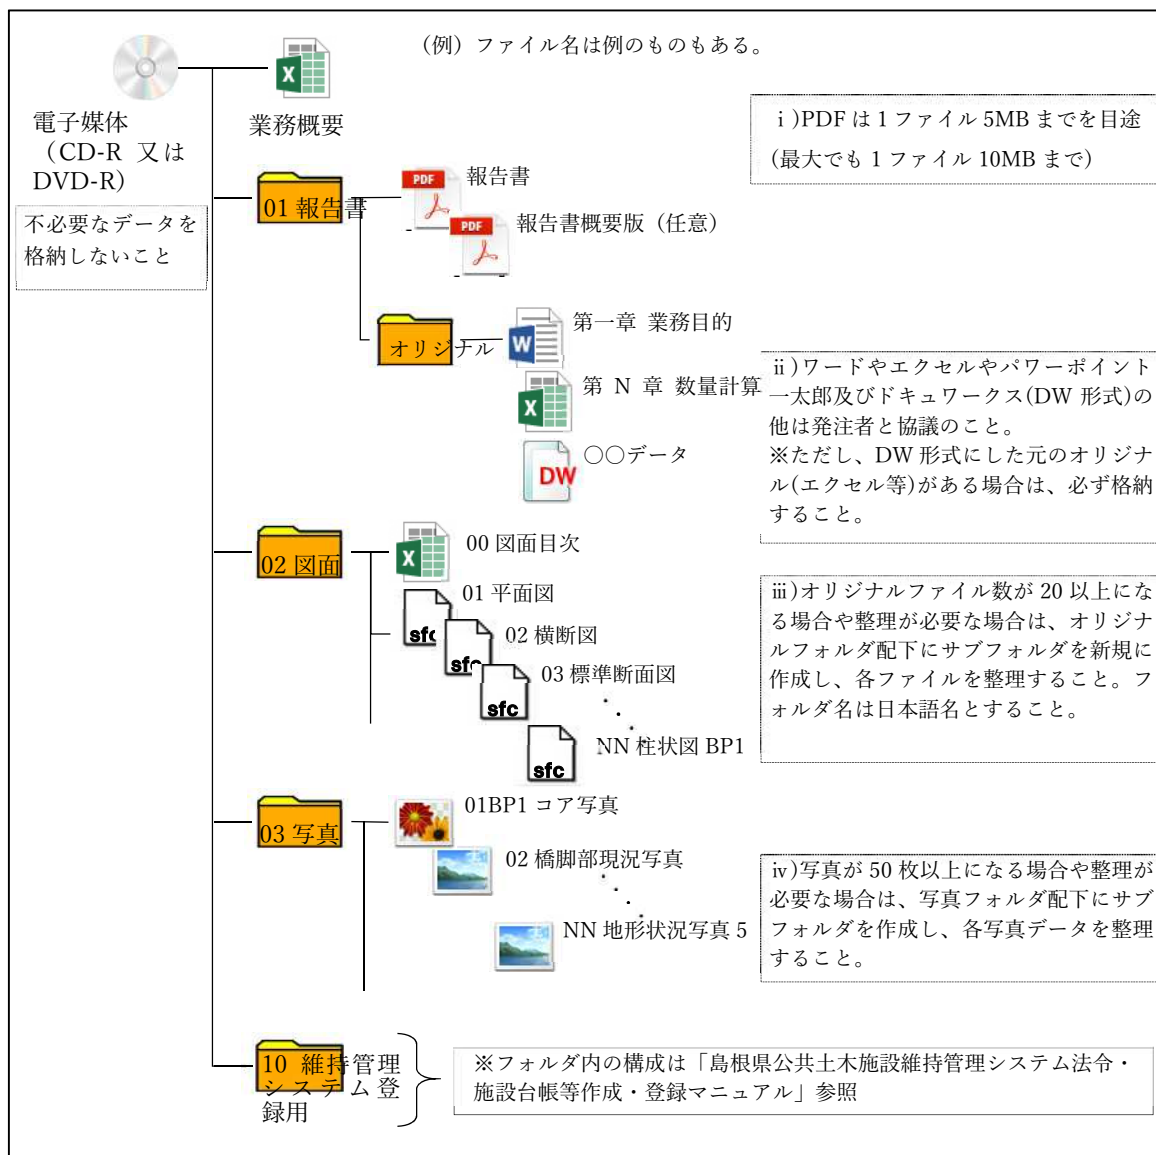 （例）ファイル名は例のものもある。
業務概要
電子媒体
（CD-R 又は
DVD-R）
不必要なデータを
格納しないこと
ⅰ)PDF は 1 ファイル 5MB までを目途
(最大でも 1 ファイル 10MB まで）
01 報告書
PDF
報告書
PDF
報告書概要版（任意）
オリジナル
W
第一章 業務目的
X
第 N 章 数量計算
DW
〇〇データ
ⅱ)ワードやエクセルやパワーポイント
一太郎及びドキュワークス(DW 形式)の
他は発注者と協議のこと。
※ただし、DW 形式にした元のオリジナ
ル(エクセル等)がある場合は、必ず格納
すること。
02 図面
X
00 図面目次
sfc
01 平面図
sfc
02 横断図
sfc
03 標準断面図
sfc
NN 柱状図 BP1
ⅲ)オリジナルファイル数が 20 以上にな
る場合や整理が必要な場合は、オリジナ
ルフォルダ配下にサブフォルダを新規に
作成し、各ファイルを整理すること。フ
ォルダ名は日本語名とすること。
03 写真
01BP1 コア写真
02 橋脚部現況写真
NN 地形状況写真 5
ⅳ)写真が 50 枚以上になる場合や整理が
必要な場合は、写真フォルダ配下にサブ
フォルダを作成し、各写真データを整理
すること。
10 維持管理
システム登
録用
※フォルダ内の構成は「島根県公共土木施設維持管理システム法令・
施設台帳等作成・登録マニュアル」参照